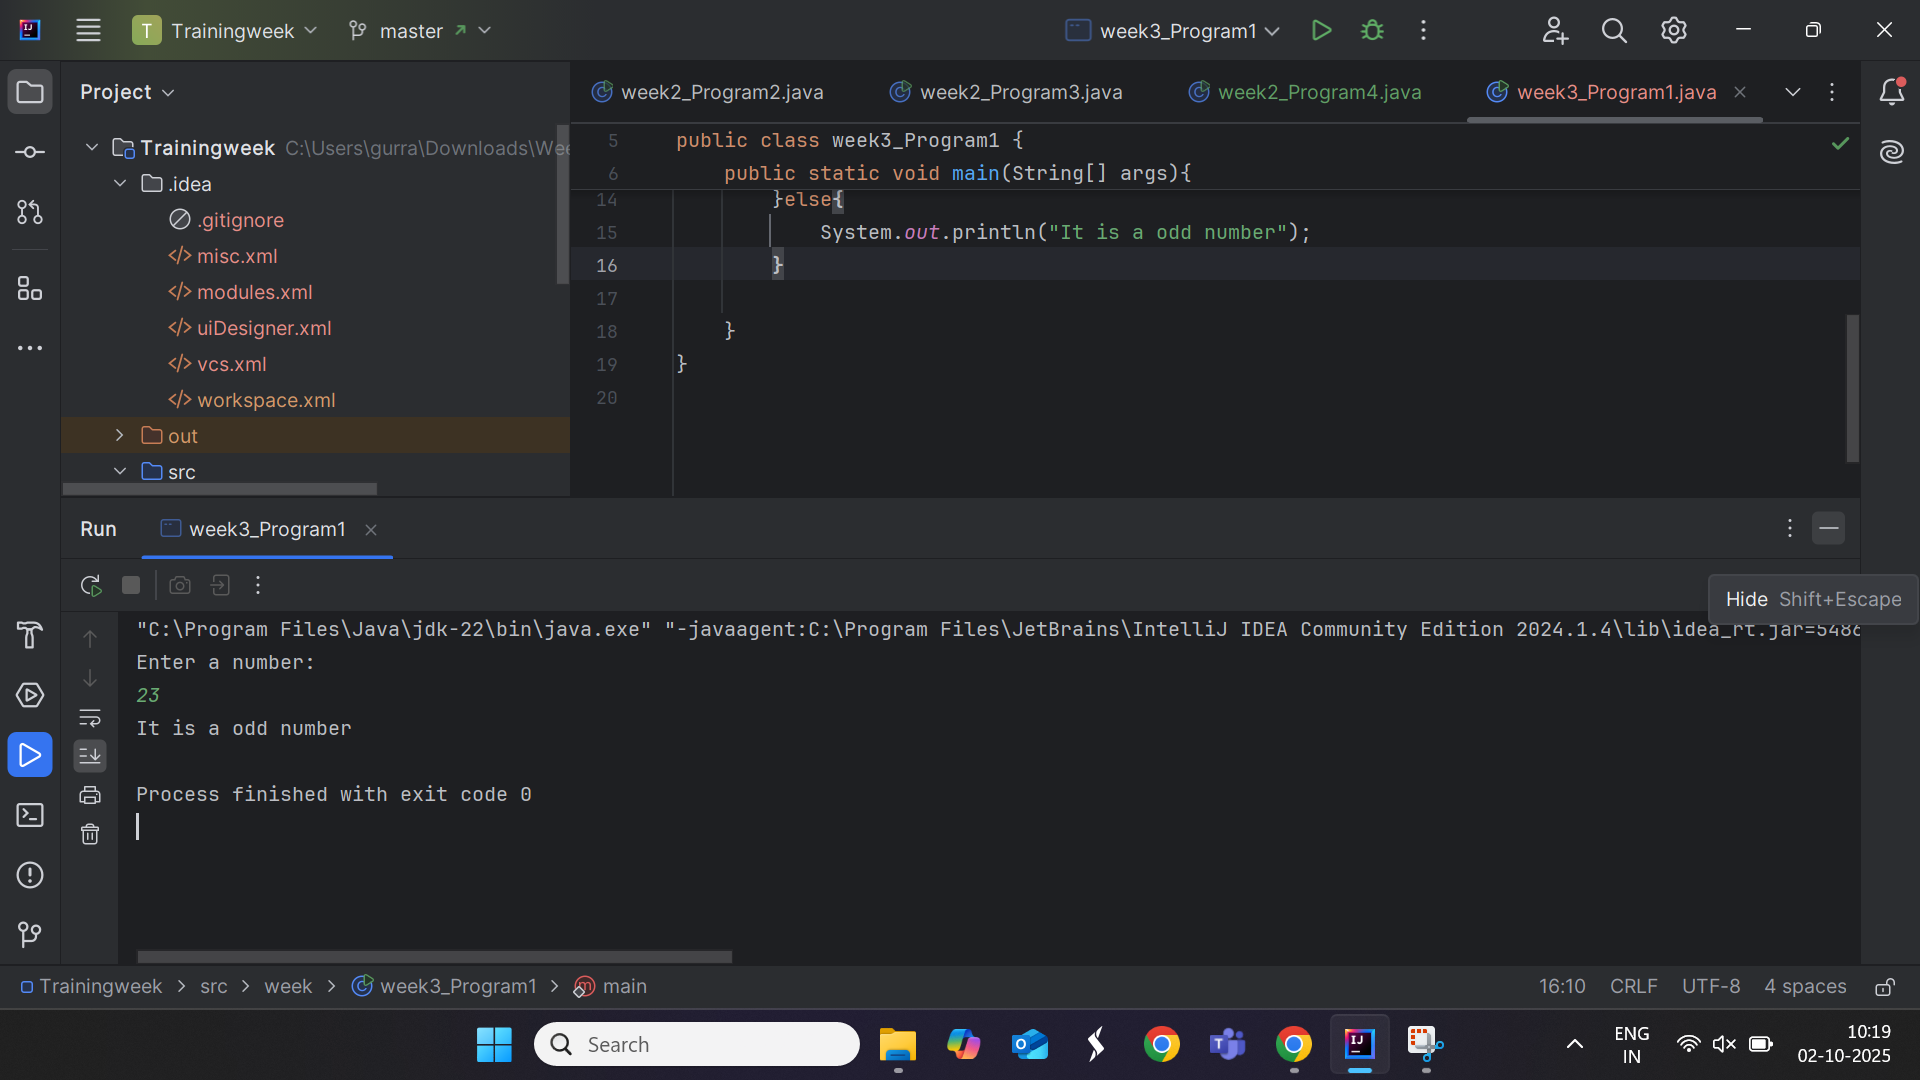 T Trainingweek master week3_Program1
Project
Trainingweek C:\Users\gurra\Downloads\Wee
.idea
.gitignore
misc.xml
modules.xml
uiDesigner.xml
vcs.xml
workspace.xml
out
src
week2_Program2.java week2_Program3.java week2_Program4.java week3_Program1.java
5 public class week3_Program1 {
6 public static void main(String[] args){
14 }else{
15 System.out.println("It is a odd number");
16 }
17
18 }
19 }
20
Run week3_Program1
Hide Shift+Escape
"C:\Program Files\Java\jdk-22\bin\java.exe" "-javaagent:C:\Program Files\JetBrains\IntelliJ IDEA Community Edition 2024.1.4\lib\idea_rt.jar=5486
Enter a number:
23
It is a odd number
Process finished with exit code 0
Trainingweek > src > week > week3_Program1 > main 16:10 CRLF UTF-8 4 spaces
Search
ENG
IN
10:19
02-10-2025